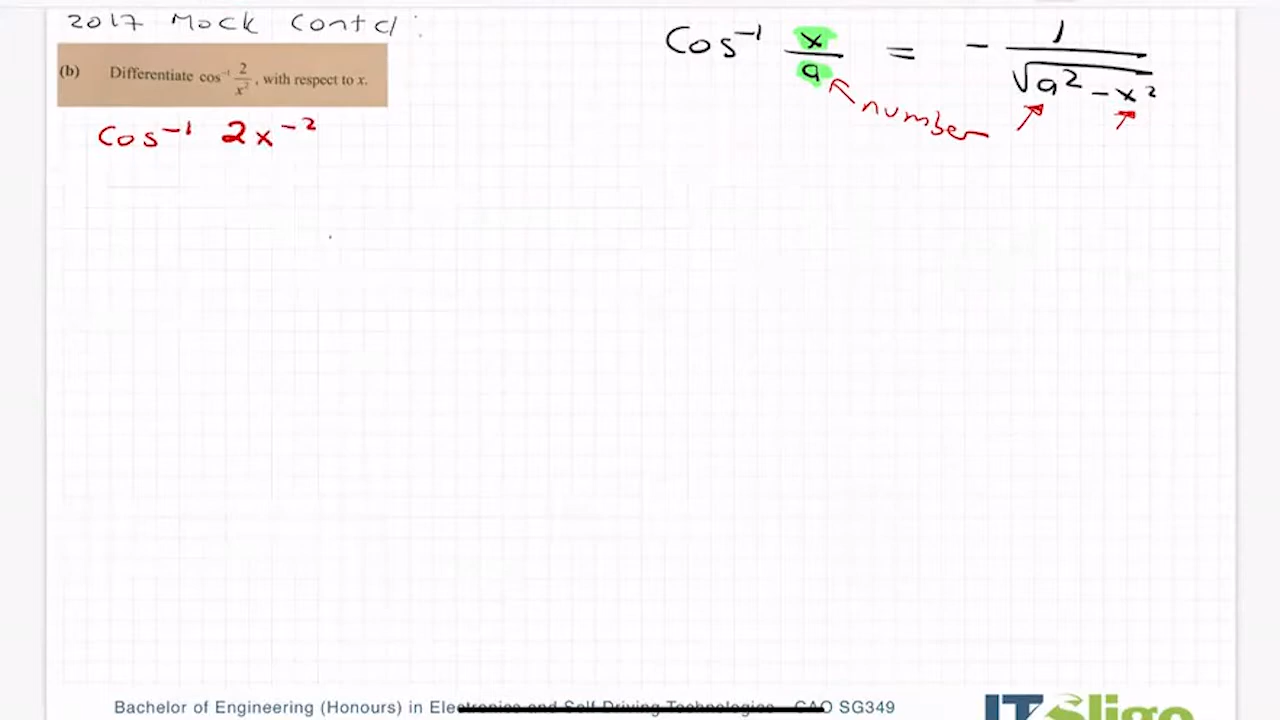 2017 Mock Contd:
(b) Differentiate cos⁻¹ 2/x², with respect to x.
Cos⁻¹ 2x⁻²
Cos⁻¹ x/a = - 1/√a² - x²
number
Bachelor of Engineering (Honours) in Electronics and Self Driving Technologies - CAO SG349
IT Sligo